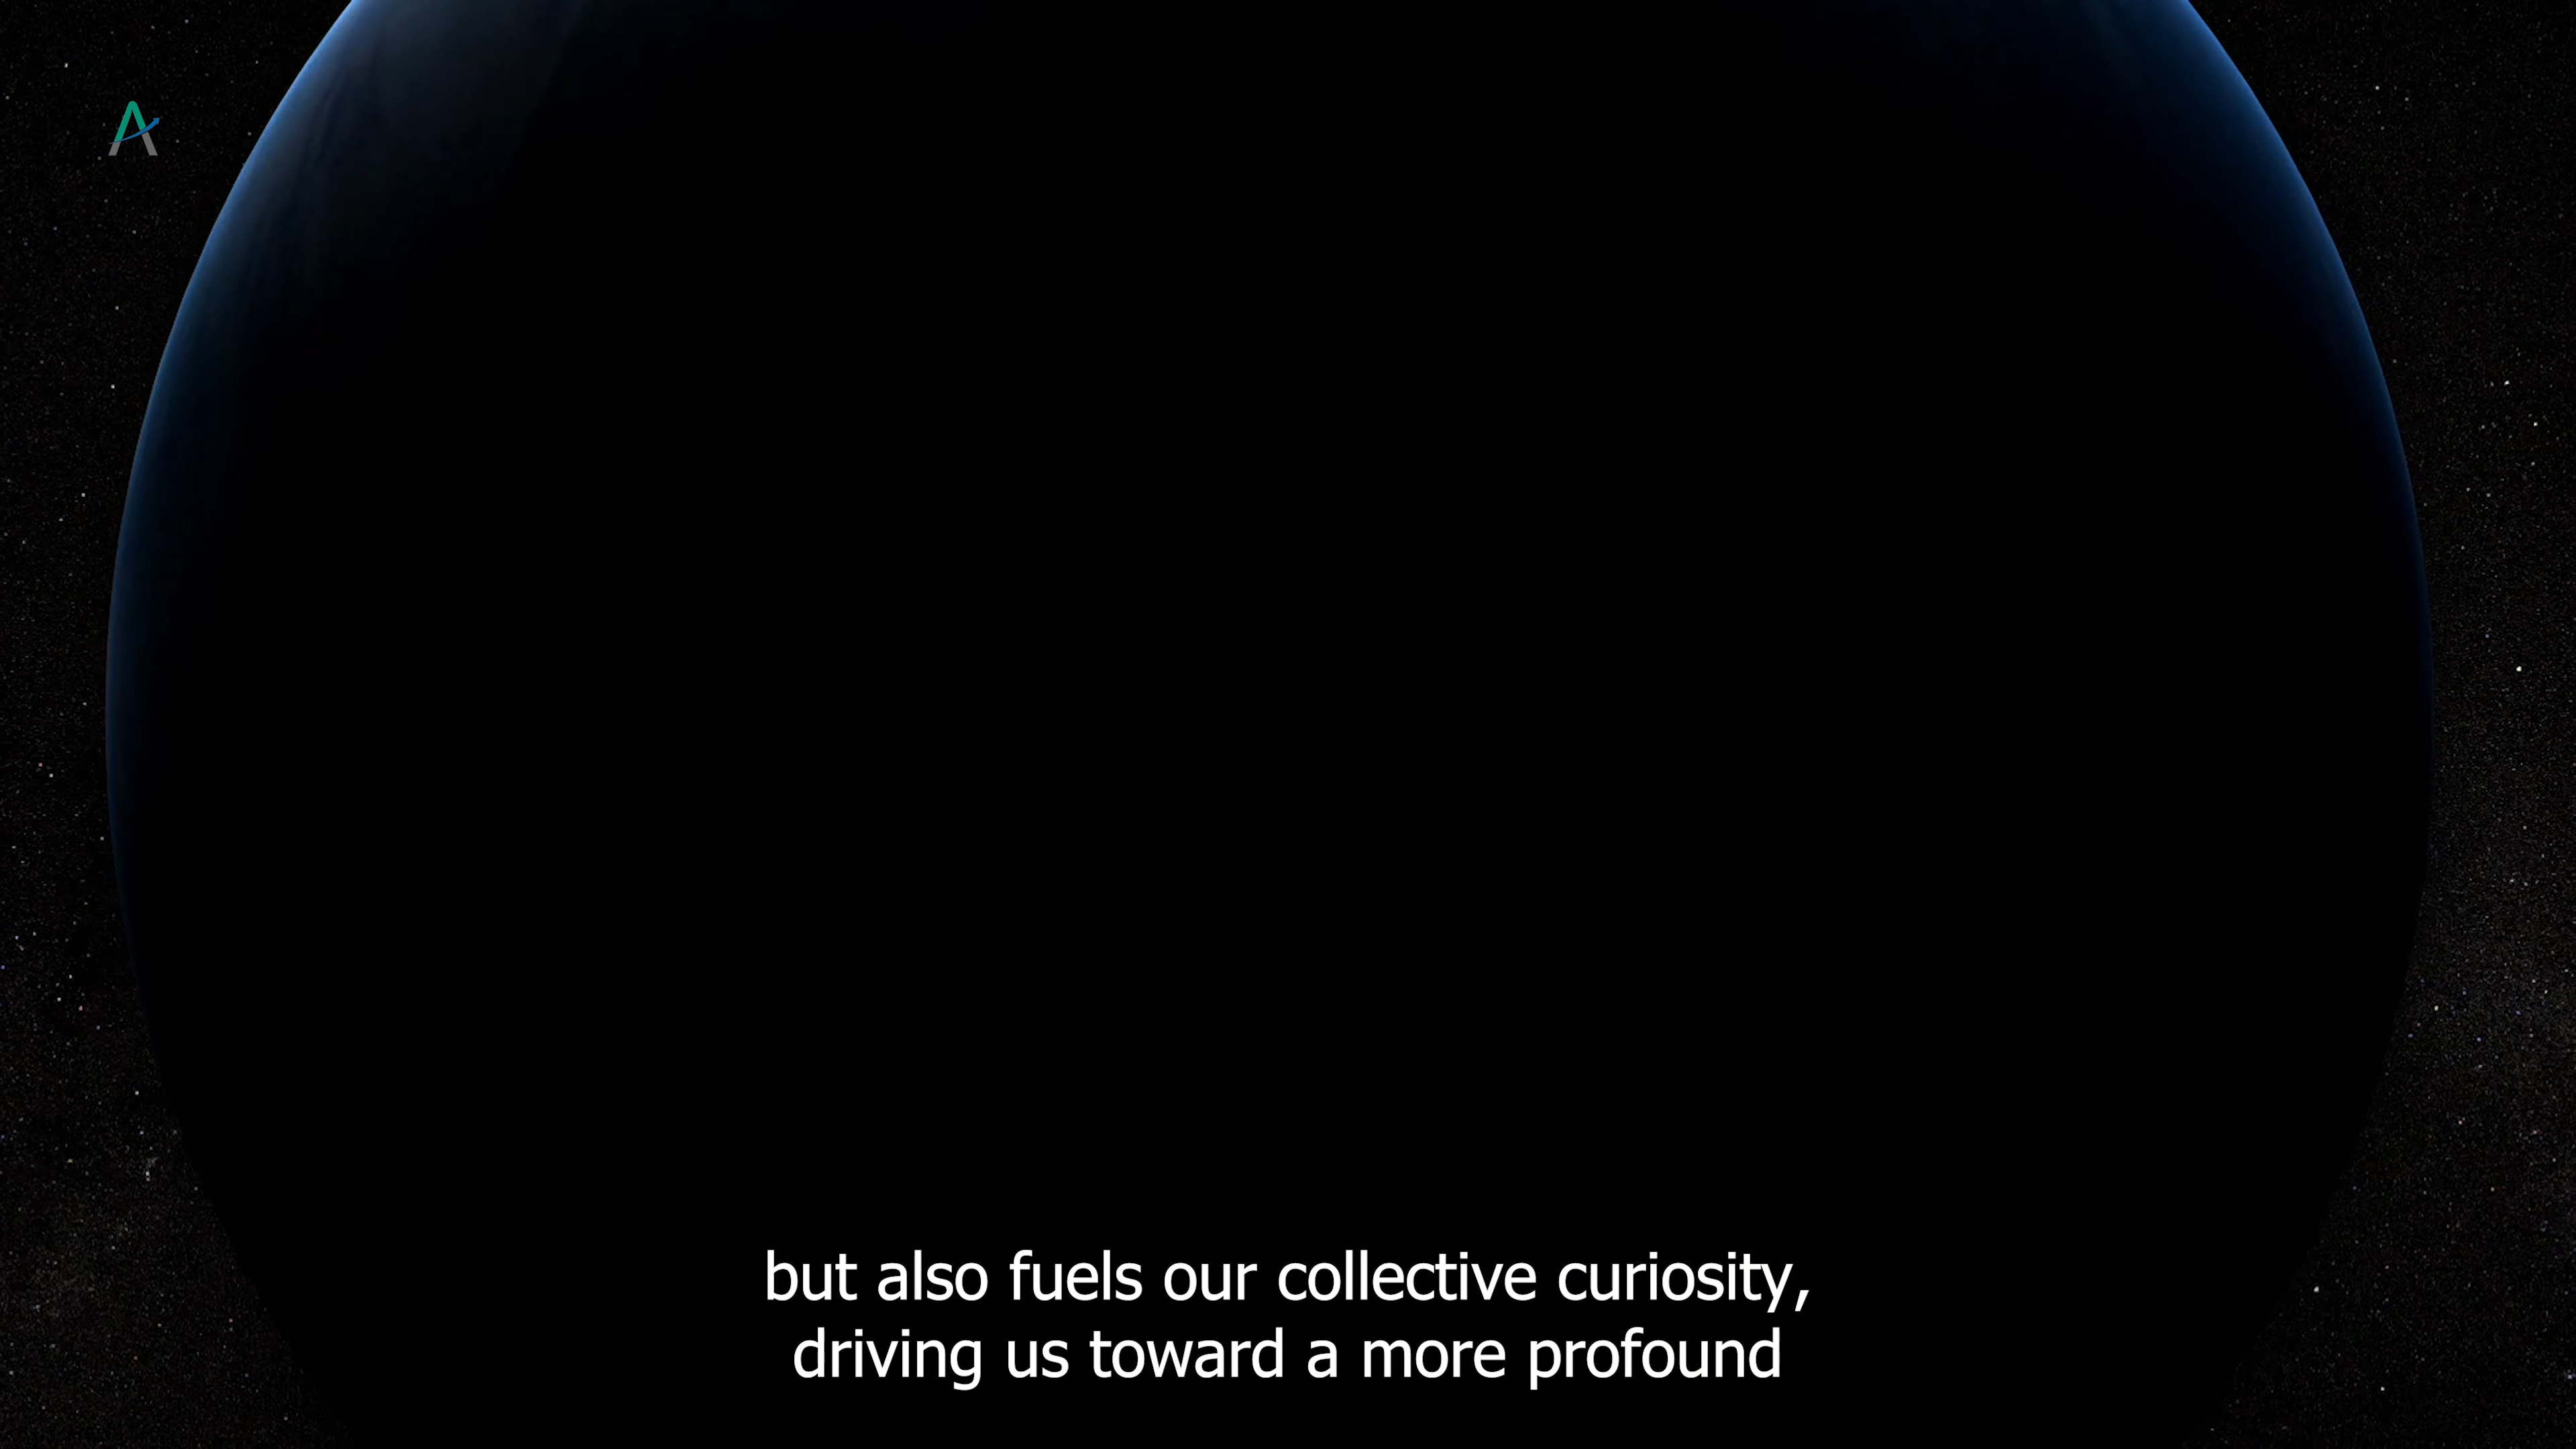 but also fuels our collective curiosity,
driving us toward a more profound